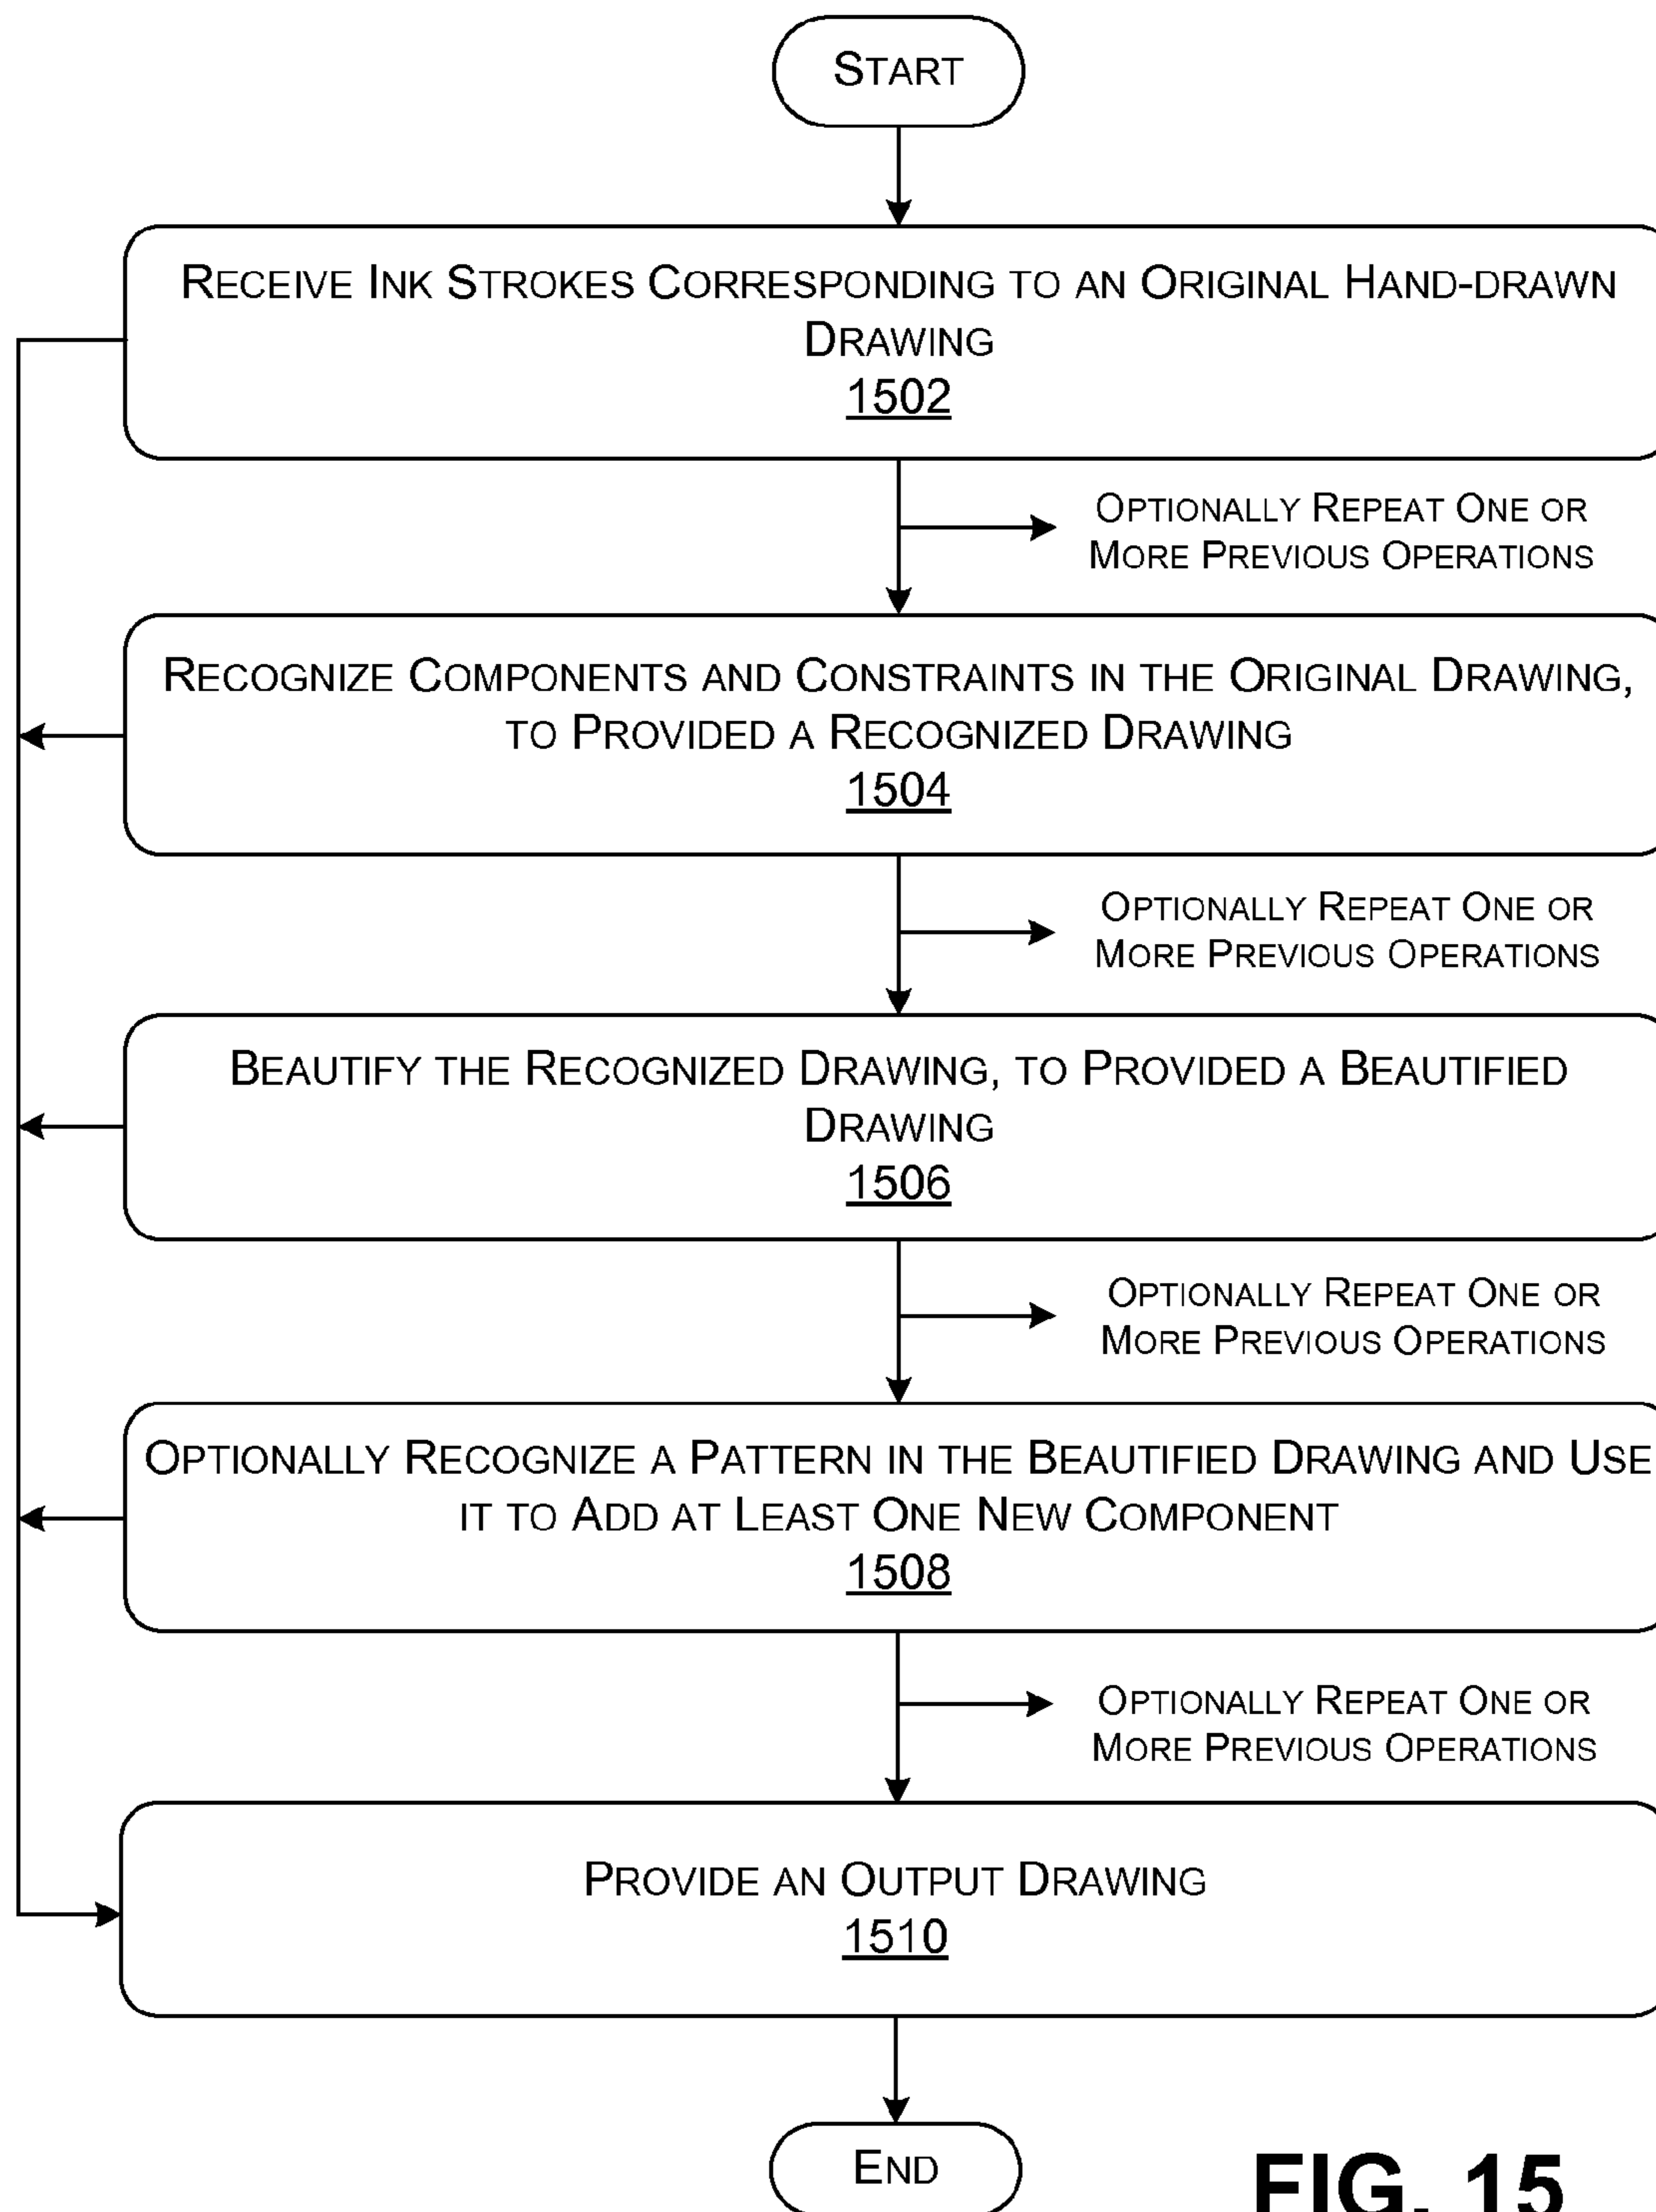 START
RECEIVE INK STROKES CORRESPONDING TO AN ORIGINAL HAND-DRAWN
DRAWING
1502
OPTIONALLY REPEAT ONE OR
MORE PREVIOUS OPERATIONS
RECOGNIZE COMPONENTS AND CONSTRAINTS IN THE ORIGINAL DRAWING,
TO PROVIDED A RECOGNIZED DRAWING
1504
OPTIONALLY REPEAT ONE OR
MORE PREVIOUS OPERATIONS
BEAUTIFY THE RECOGNIZED DRAWING, TO PROVIDED A BEAUTIFIED
DRAWING
1506
OPTIONALLY REPEAT ONE OR
MORE PREVIOUS OPERATIONS
OPTIONALLY RECOGNIZE A PATTERN IN THE BEAUTIFIED DRAWING AND USE
IT TO ADD AT LEAST ONE NEW COMPONENT
1508
OPTIONALLY REPEAT ONE OR
MORE PREVIOUS OPERATIONS
PROVIDE AN OUTPUT DRAWING
1510
END
FIG. 15